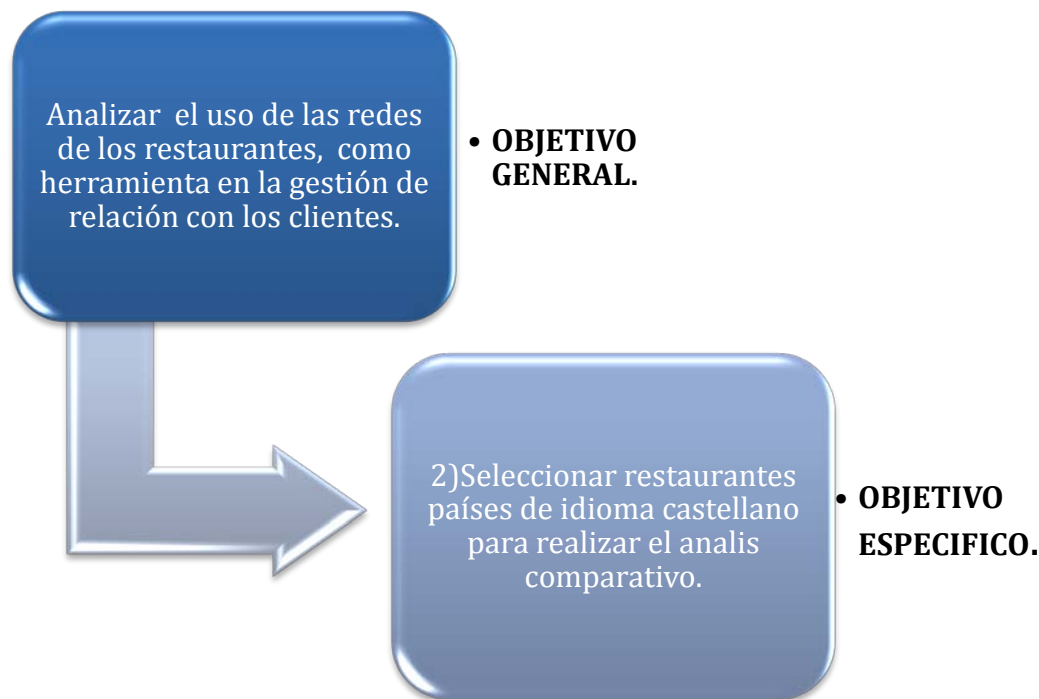 Analizar el uso de las redes
de los restaurantes, como
herramienta en la gestión de
relación con los clientes.
• OBJETIVO
GENERAL.
2)Seleccionar restaurantes
países de idioma castellano
para realizar el analis
comparativo.
• OBJETIVO
ESPECIFICO.